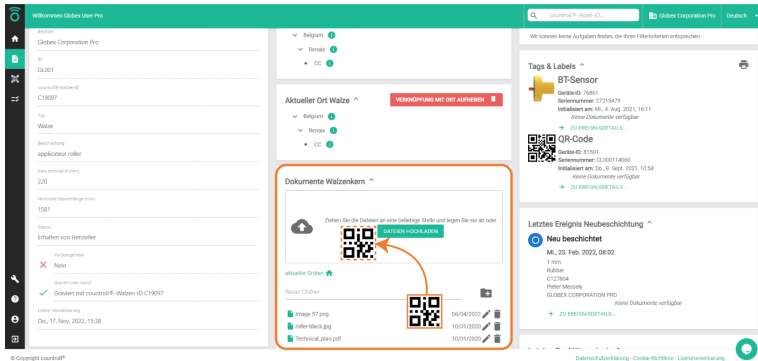 Willkommen Globex User Pro
countroll®-Asset-ID...
Globex Corporation Pro
Deutsch
Besitzer
Globex Corporation Pro
ID
GL001
countroll®-Walzen-ID
C19097
Typ
Walze
Beschreibung
applicateur roller
Kern nominal Ø (mm)
220
Nominale Gesamtlänge (mm)
1581
Status
Erhalten von Hersteller
Vorübergehend
Nein
Graviert oder nicht?
Graviert mit countroll®-Walzen-ID C19097
Letzte Aktualisierung
Do., 17. Nov. 2022, 15:38
Belgium
Renaix
CC
Aktueller Ort Walze
VERKNÜPFUNG MIT ORT AUFHEBEN
Belgium
Renaix
CC
Dokumente Walzenkern
Ziehen Sie die Dateien an eine beliebige Stelle und legen Sie sie ab oder
DATEIEN HOCHLADEN
aktueller Ordner
Neuer Ordner
Image 57.png
06/04/2022
roller-black.jpg
10/01/2020
Technical_plan.pdf
10/01/2020
Wir können keine Aufgaben finden, die Ihren Filterkriterien entsprechen
Tags & Labels
BT-Sensor
Geräte-ID: 76861
Seriennummer: 27215479
Initialisiert am: Mi., 4. Aug. 2021, 16:11
Keine Dokumente verfügbar
ZU EREIGNISDETAILS...
QR-Code
Geräte-ID: 81501
Seriennummer: CL000114060
Initialisiert am: Do., 9. Sept. 2021, 10:54
Keine Dokumente verfügbar
ZU EREIGNISDETAILS...
Letztes Ereignis Neubeschichtung
Neu beschichtet
Mi., 23. Feb. 2022, 08:02
1 mm
Rubber
C127804
Pieter Messely
GLOBEX CORPORATION PRO
Keine Dokumente verfügbar
ZU EREIGNISDETAILS...
© Copyright countroll®
Datenschutzerklärung - Cookie-Richtlinie - Lizenzvereinbarung